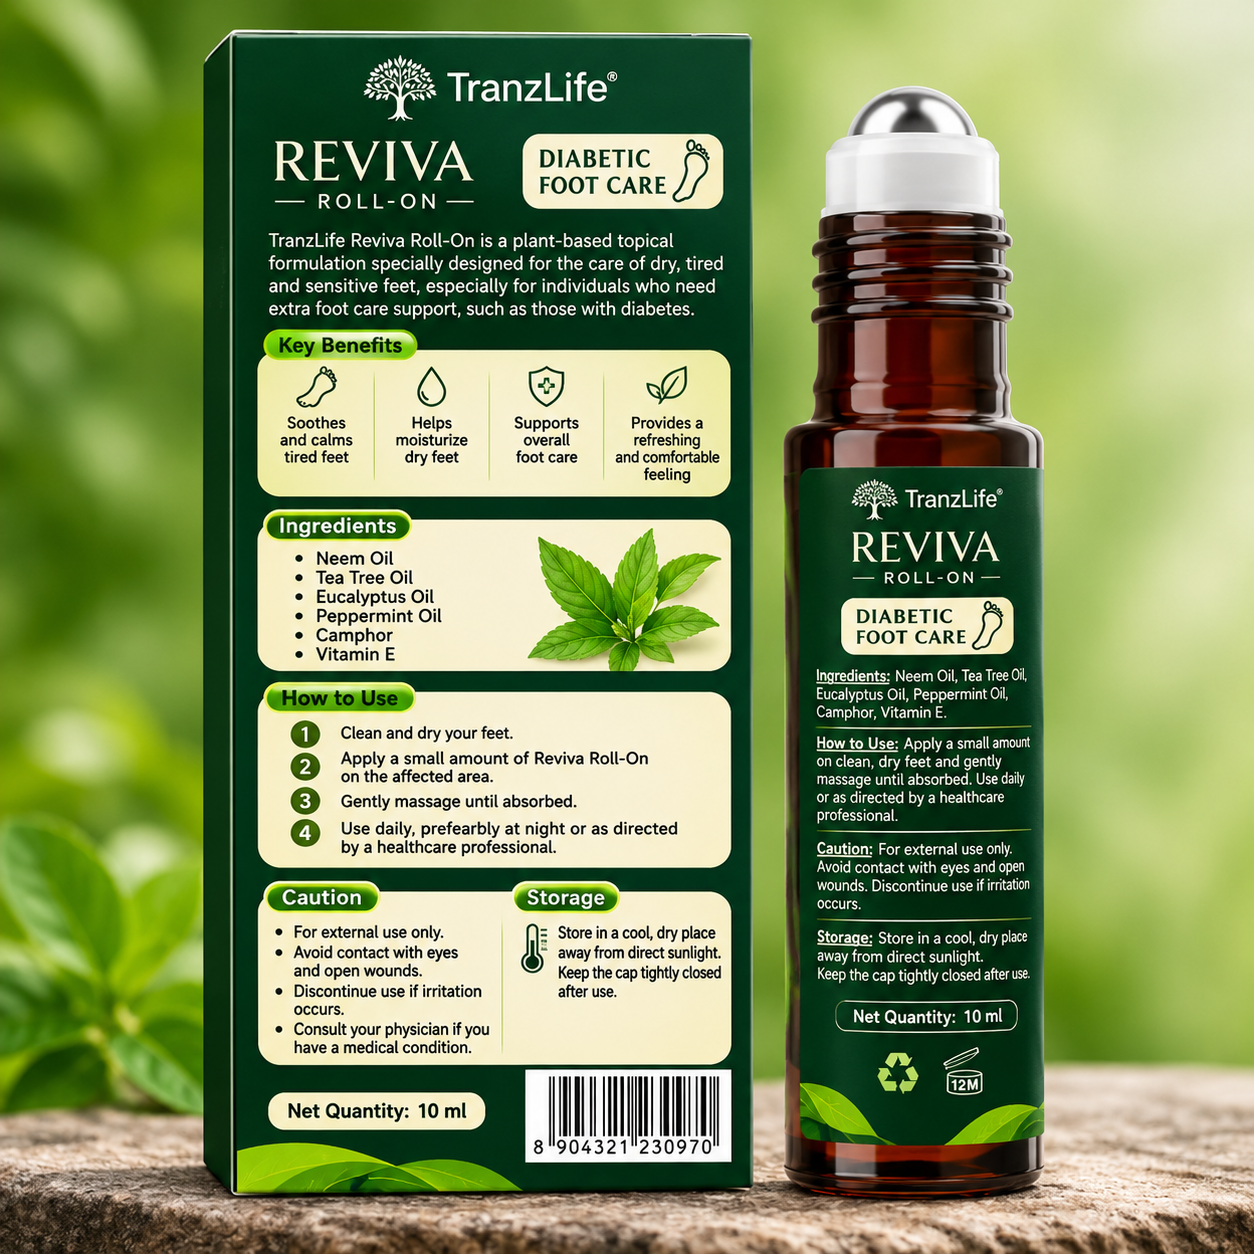 TranzLife®
REVIVA
ROLL-ON
DIABETIC
FOOT CARE
TranzLife Reviva Roll-On is a plant-based topical
formulation specially designed for the care of dry, tired
and sensitive feet, especially for individuals who need
extra foot care support, such as those with diabetes.
Key Benefits
Soothes
and calms
tired feet
Helps
moisturize
dry feet
Supports
overall
foot care
Provides a
refreshing
and comfortable
feeling
Ingredients
• Neem Oil
• Tea Tree Oil
• Eucalyptus Oil
• Peppermint Oil
• Camphor
• Vitamin E
How to Use
1 Clean and dry your feet.
2 Apply a small amount of Reviva Roll-On
on the affected area.
3 Gently massage until absorbed.
4 Use daily, prefearbly at night or as directed
by a healthcare professional.
Caution
• For external use only.
• Avoid contact with eyes
and open wounds.
• Discontinue use if irritation
occurs.
• Consult your physician if you
have a medical condition.
Storage
Store in a cool, dry place
away from direct sunlight.
Keep the cap tightly closed
after use.
Net Quantity: 10 ml
8 904321 230970
TranzLife®
REVIVA
ROLL-ON
DIABETIC
FOOT CARE
Ingredients: Neem Oil, Tea Tree Oil,
Eucalyptus Oil, Peppermint Oil,
Camphor, Vitamin E.
How to Use: Apply a small amount
on clean, dry feet and gently
massage until absorbed. Use daily
or as directed by a healthcare
professional.
Caution: For external use only.
Avoid contact with eyes and open
wounds. Discontinue use if irritation
occurs.
Storage: Store in a cool, dry place
away from direct sunlight.
Keep the cap tightly closed after use.
Net Quantity: 10 ml
12M